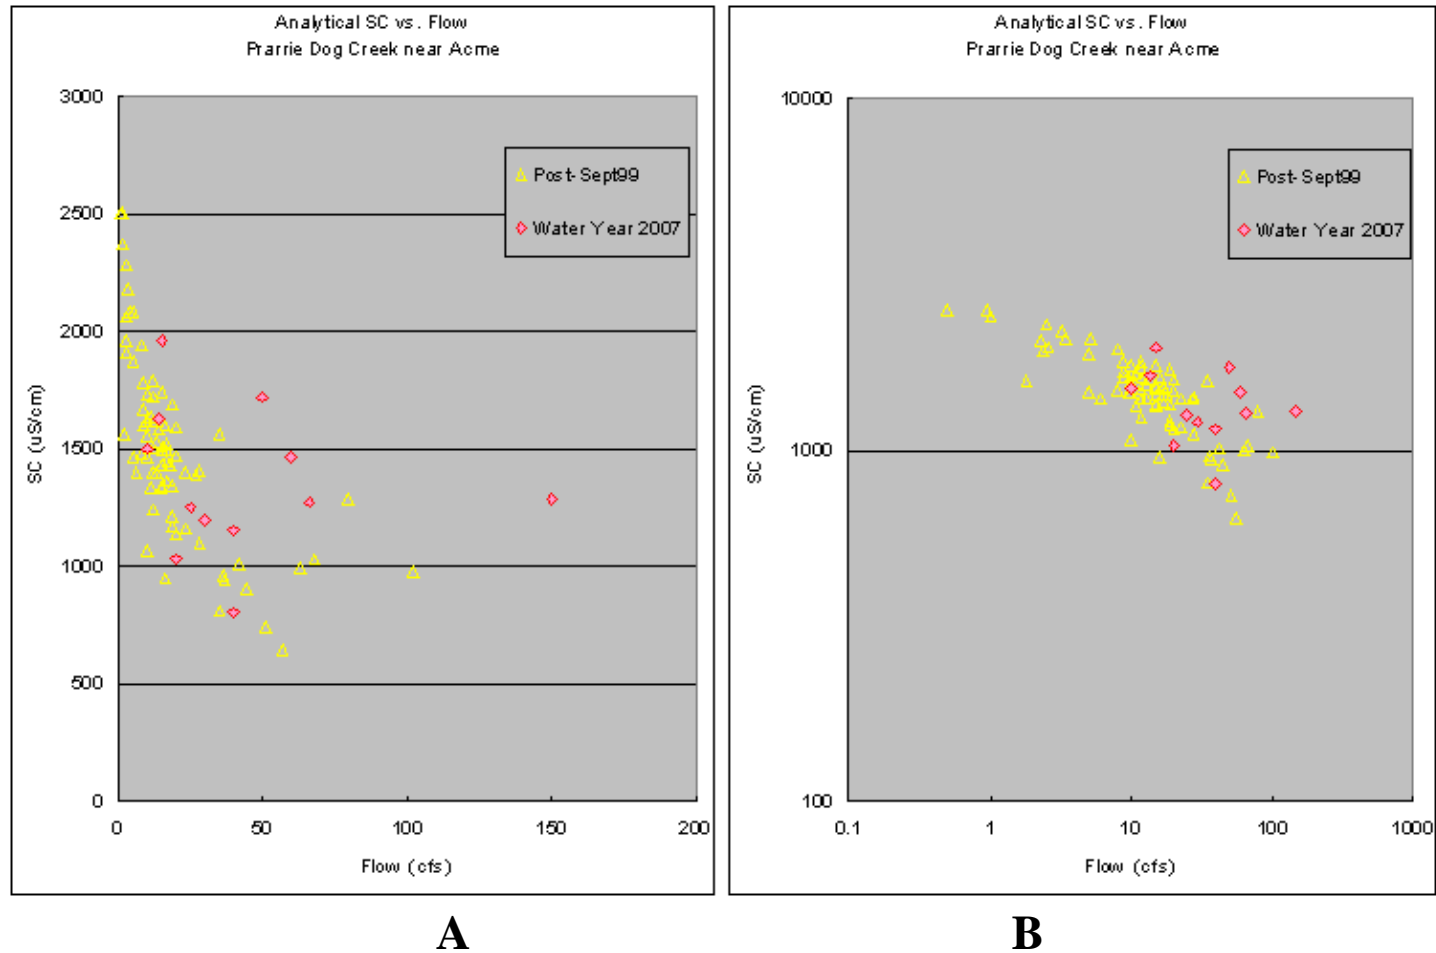 Analytical SC vs. Flow
Prarrie Dog Creek near Acme
3000
2500
2000
1500
1000
500
0
SC (uS/cm)
Post-Sept99
Water Year 2007
0 50 100 150 200
Flow (cfs)
A
Analytical SC vs. Flow
Prarrie Dog Creek near Acme
10000
1000
100
SC (uS/cm)
Post-Sept99
Water Year 2007
0.1 1 10 100 1000
Flow (cfs)
B